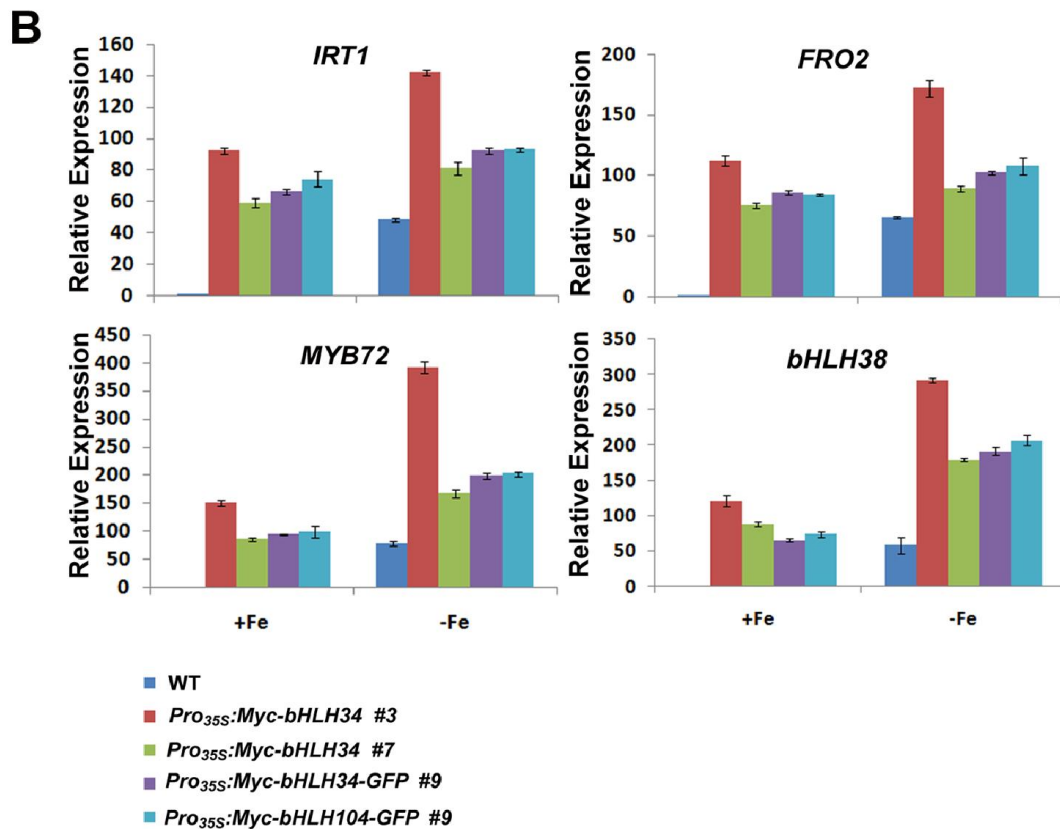 B
IRT1
Relative Expression
160
140
120
100
80
60
40
20
0
FRO2
Relative Expression
200
150
100
50
0
MYB72
Relative Expression
450
400
350
300
250
200
150
100
50
0
+Fe
-Fe
bHLH38
Relative Expression
350
300
250
200
150
100
50
0
+Fe
-Fe
WT
Pro35S:Myc-bHLH34 #3
Pro35S:Myc-bHLH34 #7
Pro35S:Myc-bHLH34-GFP #9
Pro35S:Myc-bHLH104-GFP #9